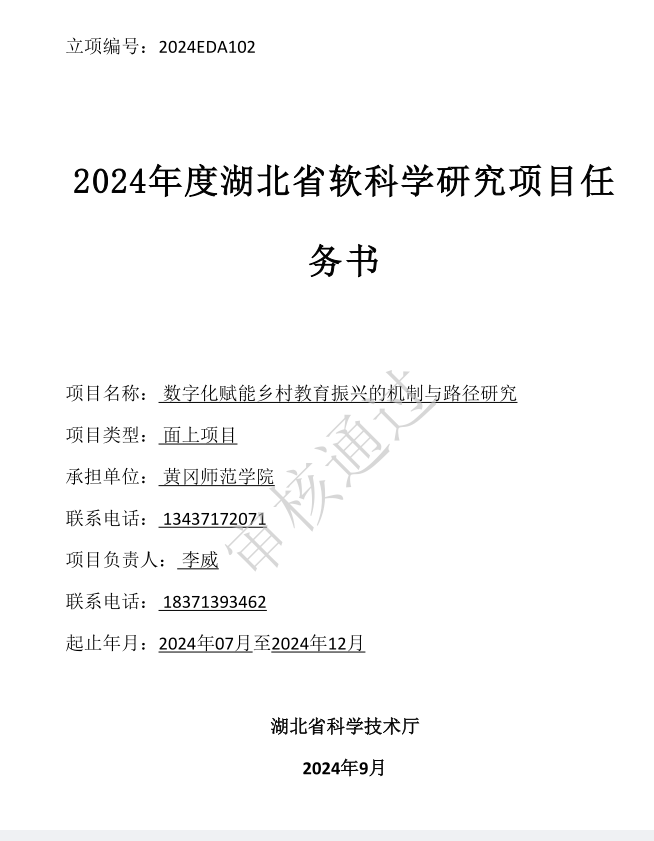 立项编号：2024EDA102
2024年度湖北省软科学研究项目任
务书
项目名称：数字化赋能乡村教育振兴的机制与路径研究
项目类型：面上项目
承担单位：黄冈师范学院
联系电话：13437172071
项目负责人：李威
联系电话：18371393462
起止年月：2024年07月至2024年12月
审核通过
湖北省科学技术厅
2024年9月